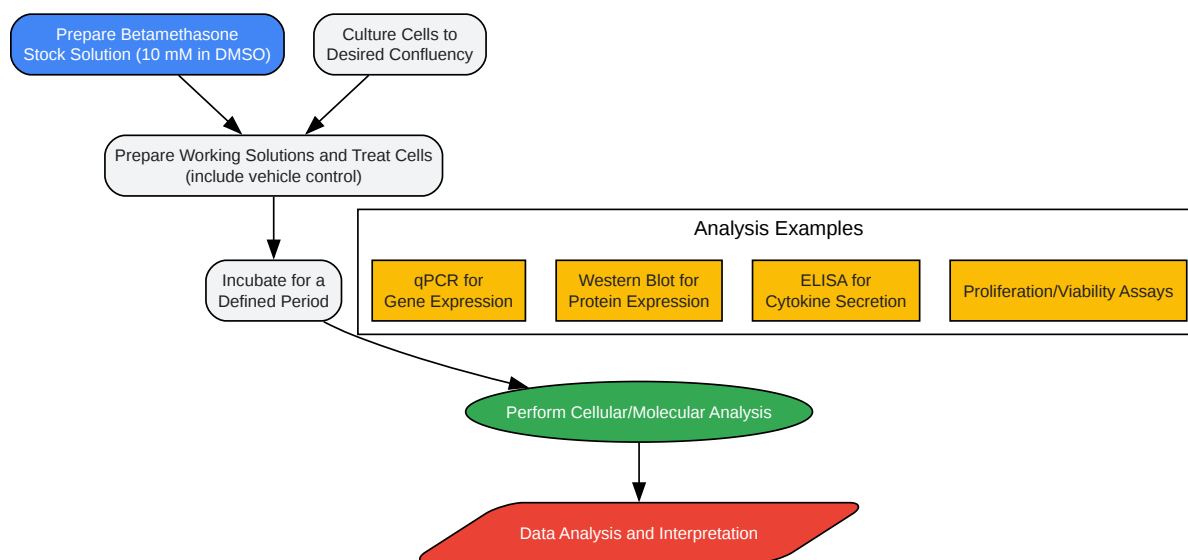 Prepare Betamethasone
Stock Solution (10 mM in DMSO)
Culture Cells to
Desired Confluency
Prepare Working Solutions and Treat Cells
(include vehicle control)
Incubate for a
Defined Period
Analysis Examples
qPCR for
Gene Expression
Western Blot for
Protein Expression
ELISA for
Cytokine Secretion
Proliferation/Viability Assays
Perform Cellular/Molecular Analysis
Data Analysis and Interpretation